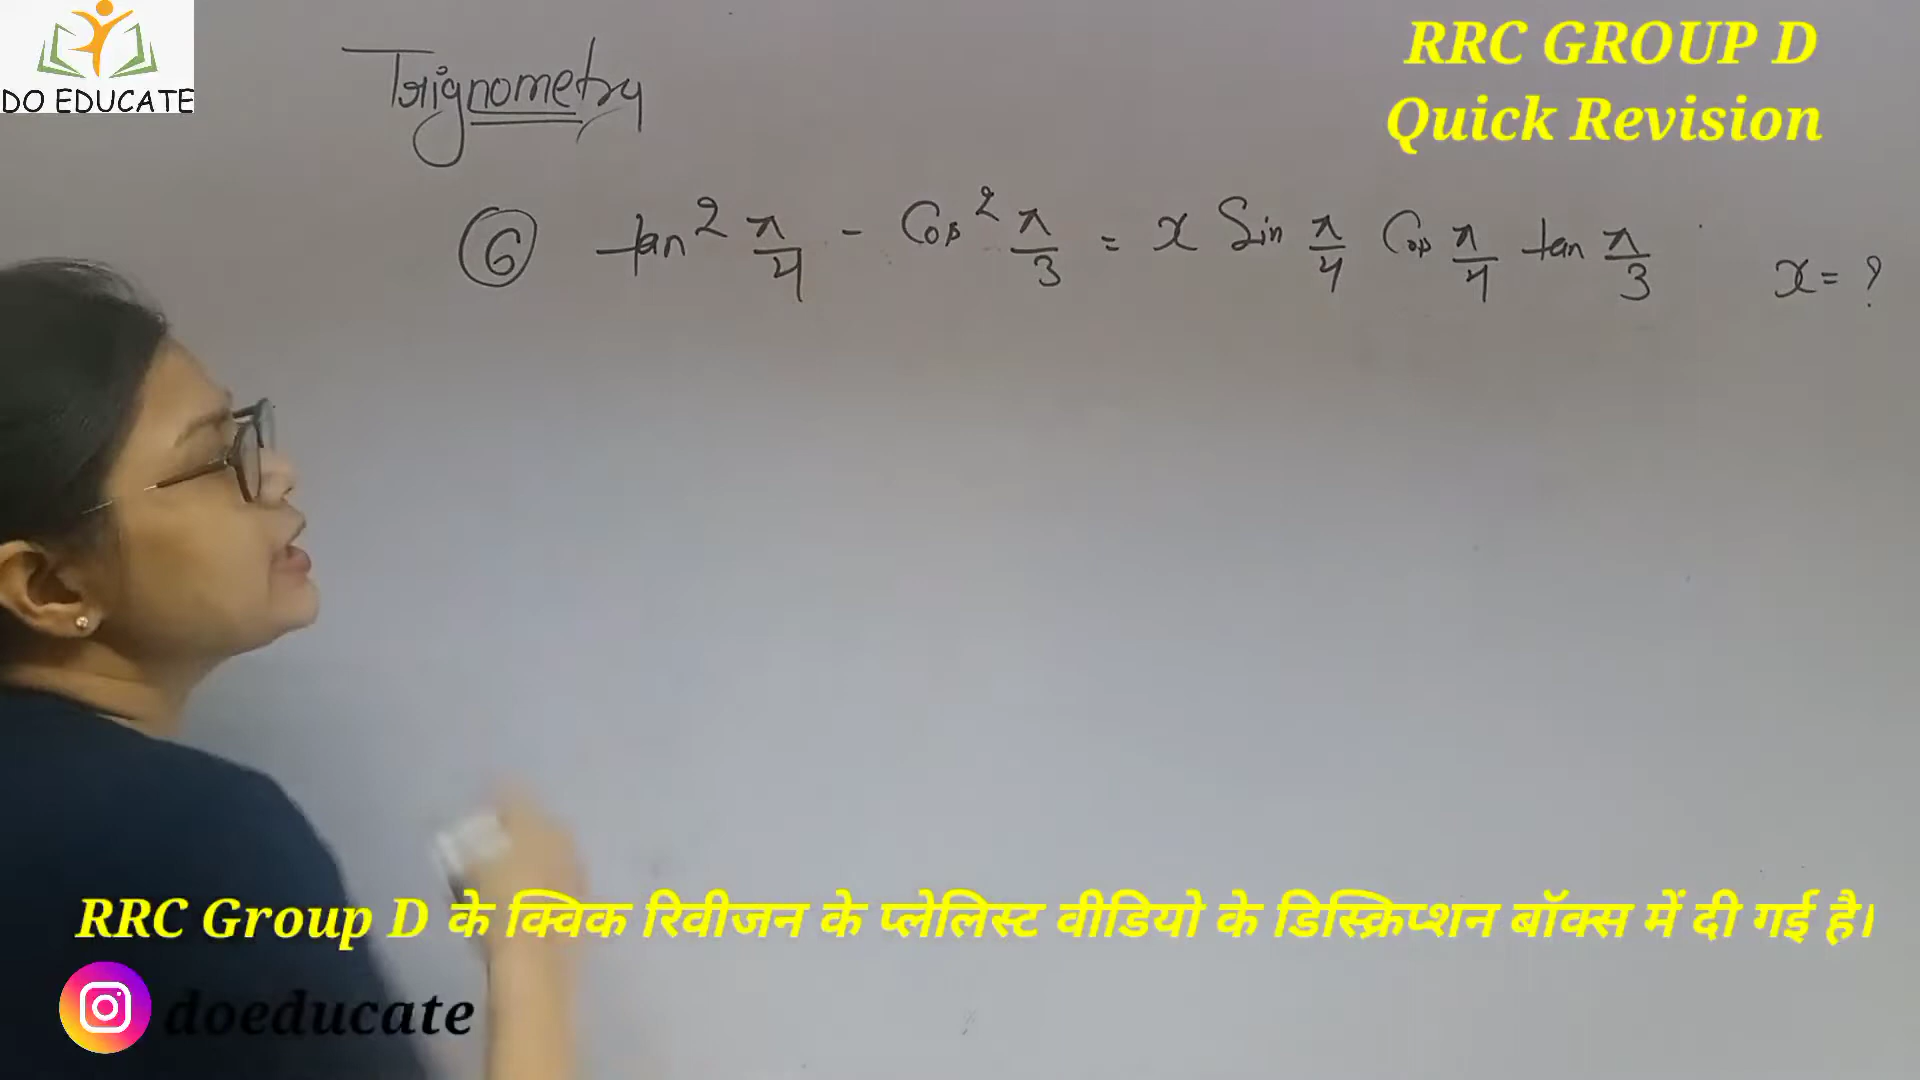 DO EDUCATE
RRC GROUP D
Quick Revision
Trignometry
6 tan² π/4 - Cos² π/3 = x Sin π/4 Cos π/4 tan π/3 x = ?
RRC Group D के क्विक रिवीजन के प्लेलिस्ट वीडियो के डिस्क्रिप्शन बॉक्स में दी गई है।
doeducate